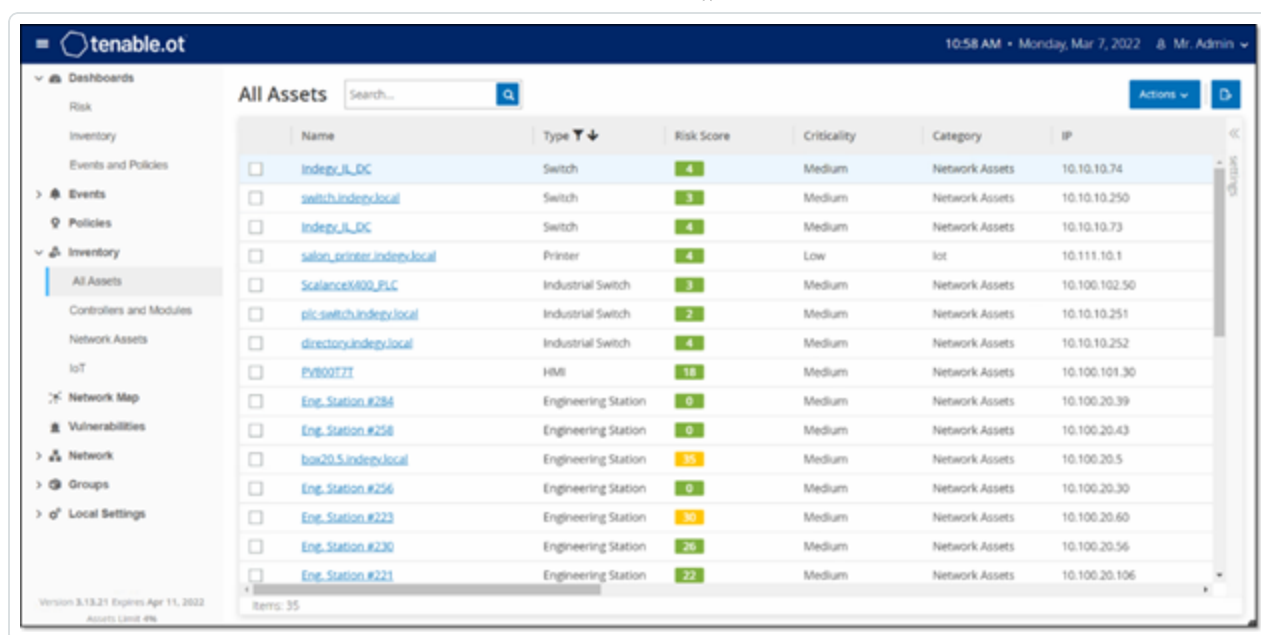 tenable.ot
10:58 AM • Monday, Mar 7, 2022 Mr. Admin
Dashboards
Risk
Inventory
Events and Policies
Events
Policies
Inventory
All Assets
Controllers and Modules
Network Assets
IoT
Network Map
Vulnerabilities
Network
Groups
Local Settings
Version 3.13.21 Expires Apr 11, 2022
Assets Limit 4%
All Assets Search... Actions
Name Type Risk Score Criticality Category IP
Indegy_IL_DC Switch 4 Medium Network Assets 10.10.10.74
switch.indegy.local Switch 3 Medium Network Assets 10.10.10.250
Indegy_IL_DC Switch 4 Medium Network Assets 10.10.10.73
salon_printer.indegy.local Printer 4 Low Iot 10.111.10.1
ScalanceX400_PLC Industrial Switch 3 Medium Network Assets 10.100.102.50
plc-switch.indegy.local Industrial Switch 2 Medium Network Assets 10.10.10.251
directory.indegy.local Industrial Switch 4 Medium Network Assets 10.10.10.252
PV800T7T HMI 18 Medium Network Assets 10.100.101.30
Eng. Station #284 Engineering Station 0 Medium Network Assets 10.100.20.39
Eng. Station #258 Engineering Station 0 Medium Network Assets 10.100.20.43
box20.5.indegy.local Engineering Station 35 Medium Network Assets 10.100.20.5
Eng. Station #256 Engineering Station 0 Medium Network Assets 10.100.20.30
Eng. Station #223 Engineering Station 30 Medium Network Assets 10.100.20.60
Eng. Station #230 Engineering Station 26 Medium Network Assets 10.100.20.56
Eng. Station #221 Engineering Station 22 Medium Network Assets 10.100.20.106
Items: 35
settings